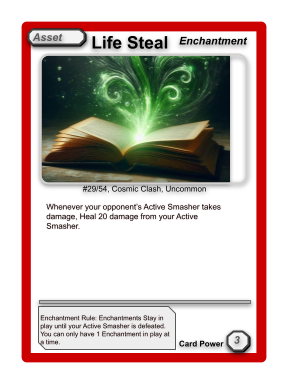 Asset
Life Steal Enchantment
#29/54, Cosmic Clash, Uncommon
Whenever your opponent's Active Smasher takes
damage, Heal 20 damage from your Active
Smasher.
Enchantment Rule: Enchantments Stay in
play until your Active Smasher is defeated.
You can only have 1 Enchantment in play at
a time.
Card Power 3